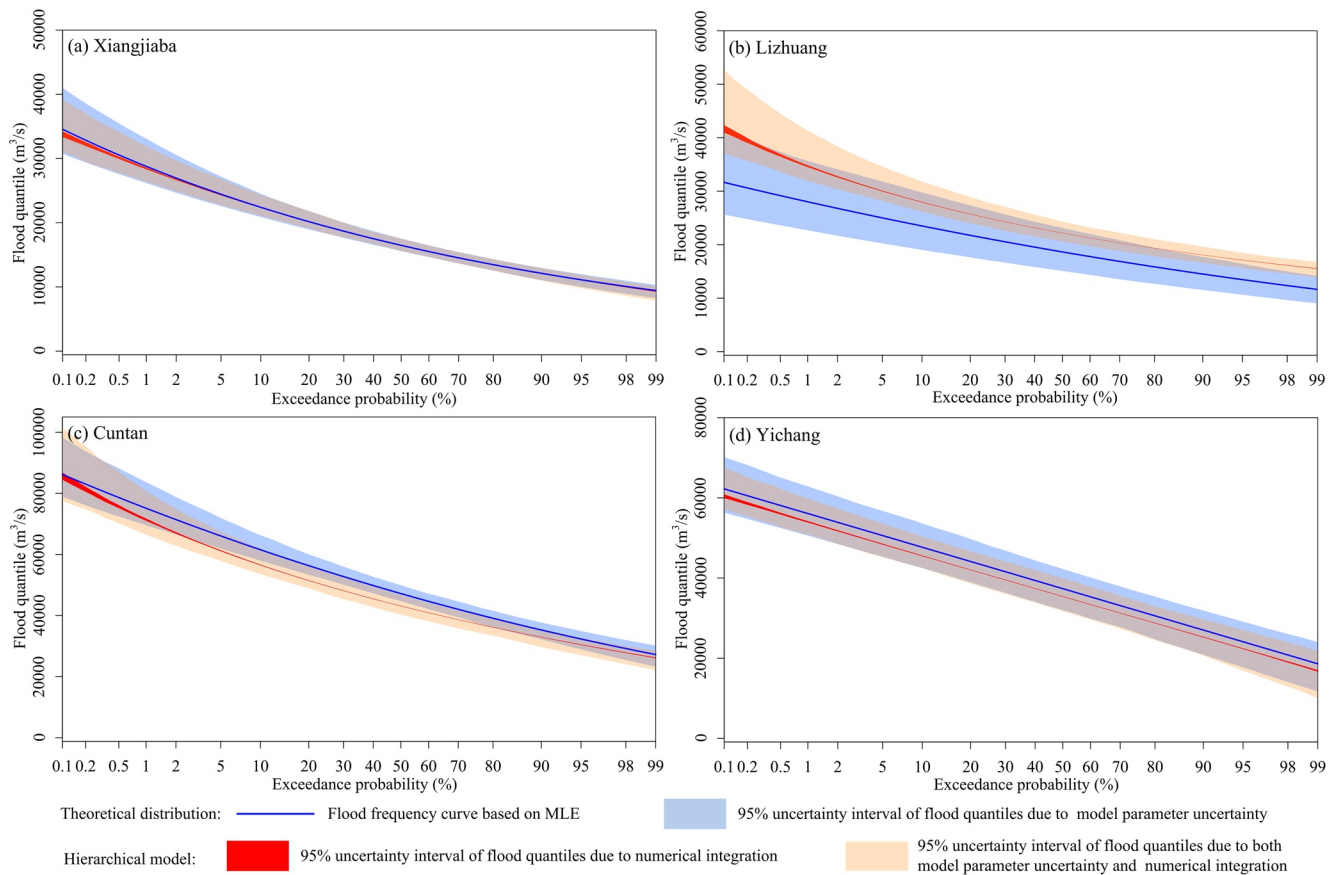 (a) Xiangjiaba
Flood quantile (m³/s)
50000
40000
30000
20000
10000
0
0.1 0.2 0.5 1 2 5 10 20 30 40 50 60 70 80 90 95 98 99
Exceedance probability (%)
(b) Lizhuang
Flood quantile (m³/s)
60000
50000
40000
30000
20000
10000
0
0.1 0.2 0.5 1 2 5 10 20 30 40 50 60 70 80 90 95 98 99
Exceedance probability (%)
(c) Cuntan
Flood quantile (m³/s)
100000
80000
60000
40000
20000
0
0.1 0.2 0.5 1 2 5 10 20 30 40 50 60 70 80 90 95 98 99
Exceedance probability (%)
(d) Yichang
Flood quantile (m³/s)
80000
60000
40000
20000
0
0.1 0.2 0.5 1 2 5 10 20 30 40 50 60 70 80 90 95 98 99
Exceedance probability (%)
Theoretical distribution: Flood frequency curve based on MLE 95% uncertainty interval of flood quantiles due to model parameter uncertainty
Hierarchical model: 95% uncertainty interval of flood quantiles due to numerical integration 95% uncertainty interval of flood quantiles due to both
model parameter uncertainty and numerical integration